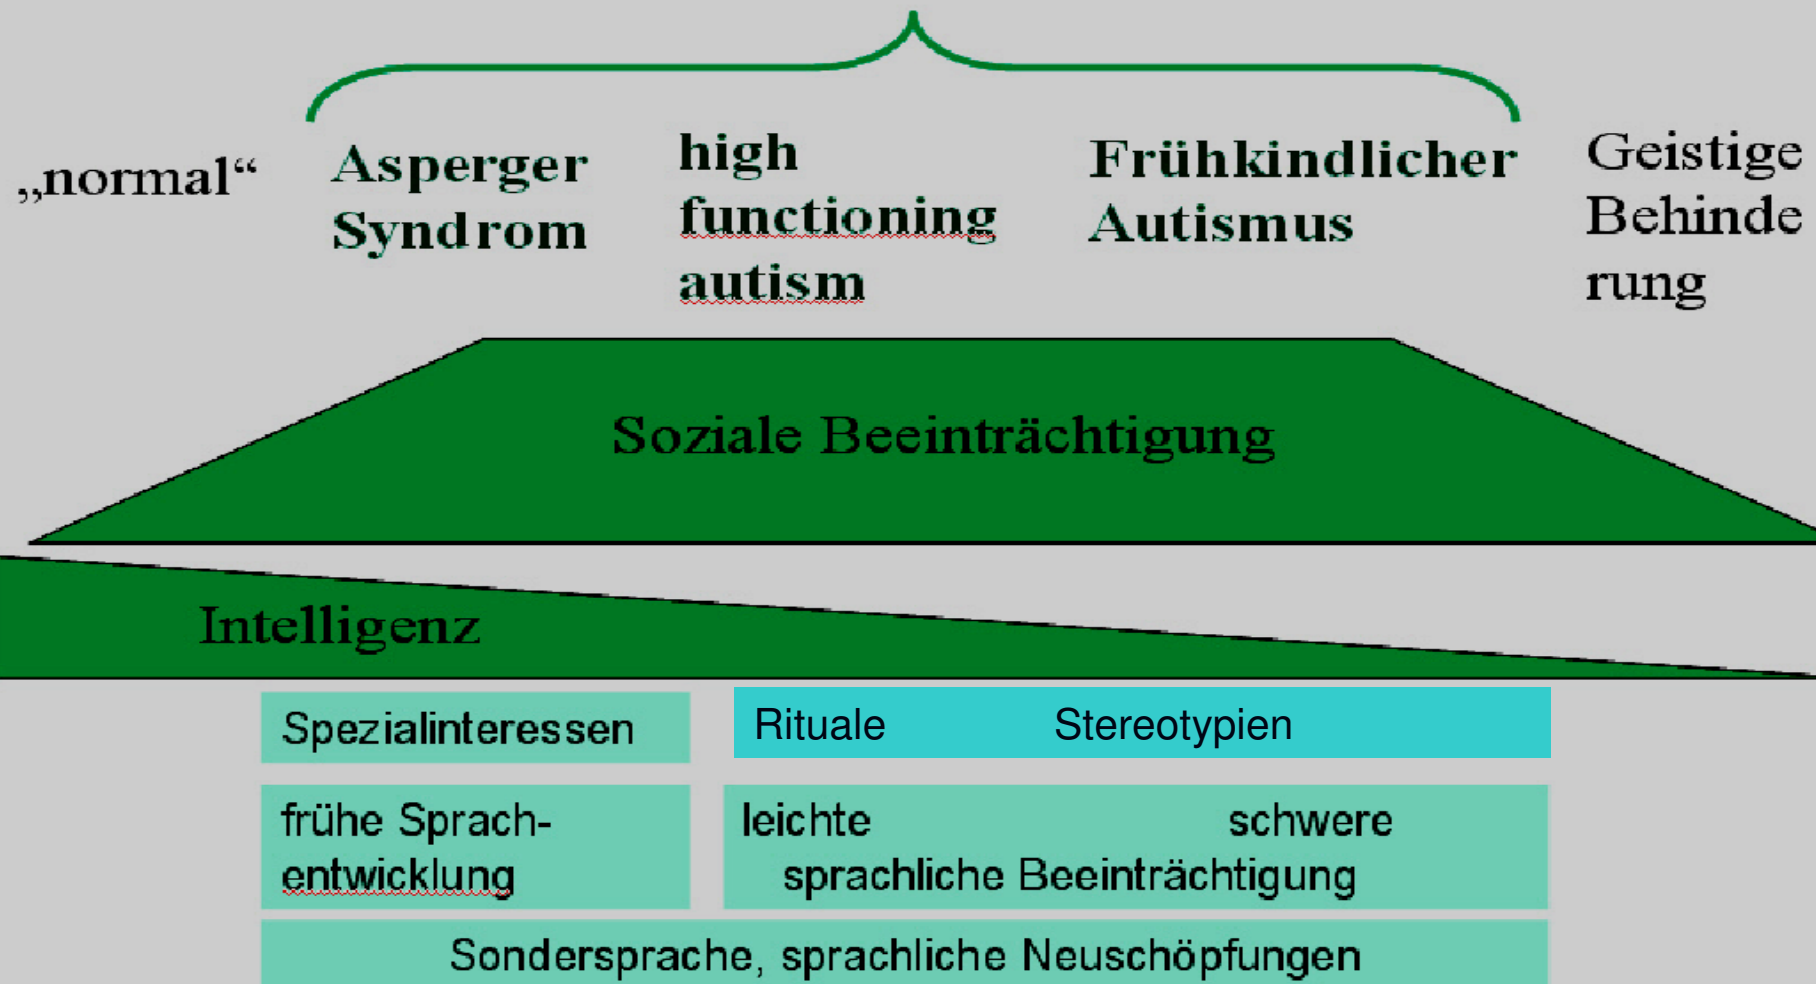 „normal“
Asperger
Syndrom
high
functioning
autism
Frühkindlicher
Autismus
Geistige
Behinde
rung
Soziale Beeinträchtigung
Intelligenz
Spezialinteressen
Rituale Stereotypien
frühe Sprach-
entwicklung
leichte schwere
sprachliche Beeinträchtigung
Sondersprache, sprachliche Neuschöpfungen